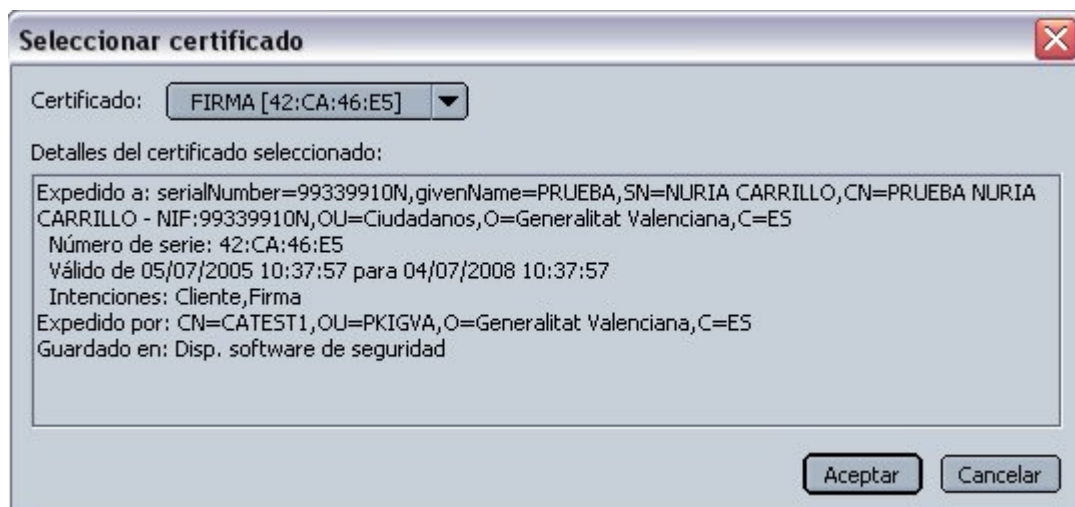 Seleccionar certificado
Certificado: FIRMA [42:CA:46:E5]
Detalles del certificado seleccionado:
Expedido a: serialNumber=99339910N,givenName=PRUEBA,SN=NURIA CARRILLO,CN=PRUEBA NURIA
CARRILLO - NIF:99339910N,OU=Ciudadanos,O=Generalitat Valenciana,C=ES
Número de serie: 42:CA:46:E5
Válido de 05/07/2005 10:37:57 para 04/07/2008 10:37:57
Intenciones: Cliente,Firma
Expedido por: CN=CATEST1,OU=PKIGVA,O=Generalitat Valenciana,C=ES
Guardado en: Disp. software de seguridad
Aceptar Cancelar